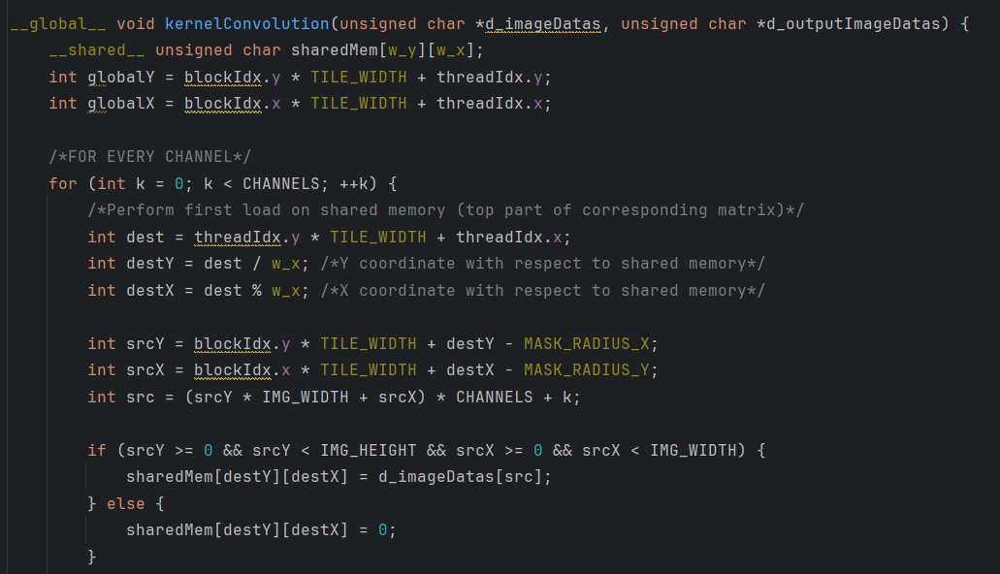 __global__ void kernelConvolution(unsigned char *d_imageDatas, unsigned char *d_outputImageDatas) {
    __shared__ unsigned char sharedMem[w_y][w_x];
    int globalY = blockIdx.y * TILE_WIDTH + threadIdx.y;
    int globalX = blockIdx.x * TILE_WIDTH + threadIdx.x;

    /*FOR EVERY CHANNEL*/
    for (int k = 0; k < CHANNELS; ++k) {
        /*Perform first load on shared memory (top part of corresponding matrix)*/
        int dest = threadIdx.y * TILE_WIDTH + threadIdx.x;
        int destY = dest / w_x; /*Y coordinate with respect to shared memory*/
        int destX = dest % w_x; /*X coordinate with respect to shared memory*/

        int srcY = blockIdx.y * TILE_WIDTH + destY - MASK_RADIUS_X;
        int srcX = blockIdx.x * TILE_WIDTH + destX - MASK_RADIUS_Y;
        int src = (srcY * IMG_WIDTH + srcX) * CHANNELS + k;

        if (srcY >= 0 && srcY < IMG_HEIGHT && srcX >= 0 && srcX < IMG_WIDTH) {
            sharedMem[destY][destX] = d_imageDatas[src];
        } else {
            sharedMem[destY][destX] = 0;
        }